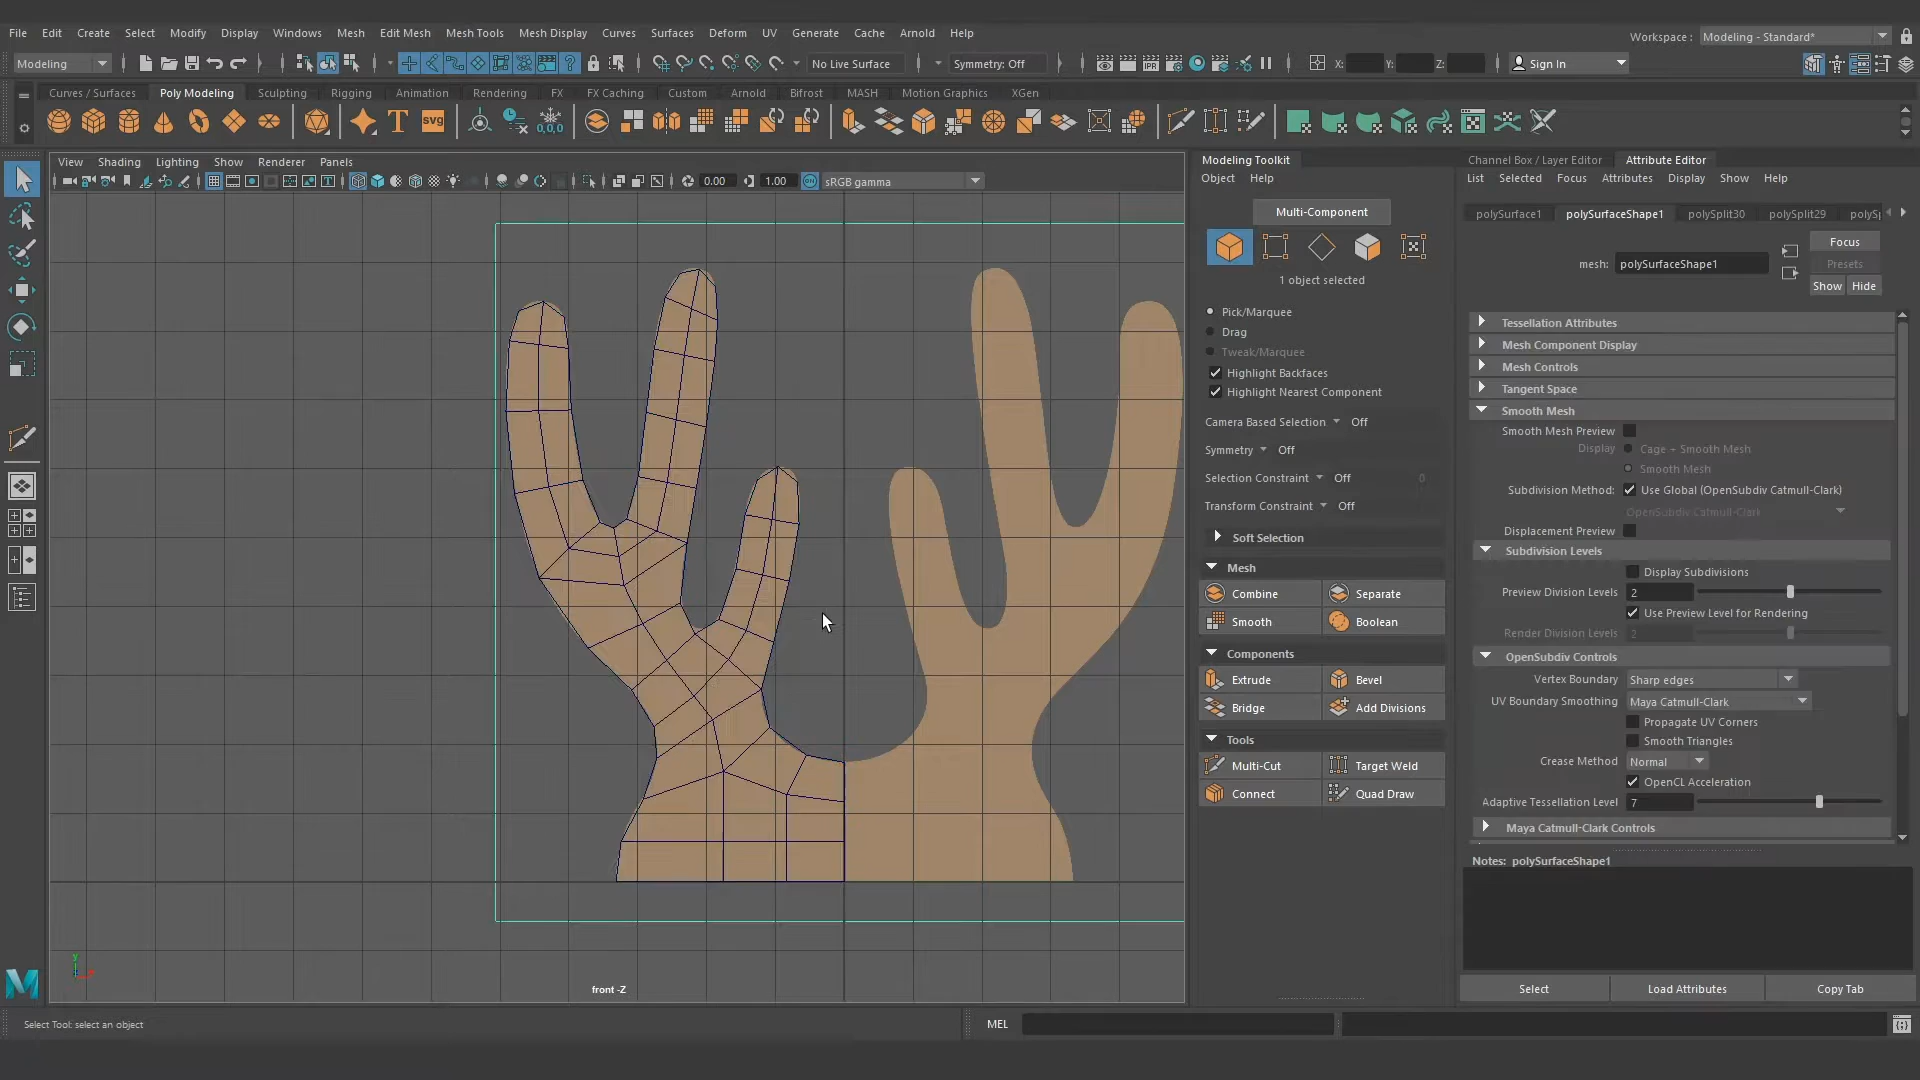 File Edit Create Select Modify Display Windows Mesh Edit Mesh Mesh Tools Mesh Display Curves Surfaces Deform UV Generate Cache Arnold Help
Workspace : Modeling - Standard*
Modeling No Live Surface Symmetry: Off X: Y: Z: Sign In
Curves / Surfaces Poly Modeling Sculpting Rigging Animation Rendering FX FX Caching Custom Arnold Bifrost MASH Motion Graphics XGen
T svg 0,0,0
View Shading Lighting Show Renderer Panels
0.00 1.00 sRGB gamma
front -Z
Modeling Toolkit
Object Help
Multi-Component
1 object selected
Pick/Marquee
Drag
Tweak/Marquee
Highlight Backfaces
Highlight Nearest Component
Camera Based Selection Off
Symmetry Off
Selection Constraint Off 0
Transform Constraint Off
Soft Selection
Mesh
Combine Separate
Smooth Boolean
Components
Extrude Bevel
Bridge Add Divisions
Tools
Multi-Cut Target Weld
Connect Quad Draw
Channel Box / Layer Editor Attribute Editor
List Selected Focus Attributes Display Show Help
polySurface1 polySurfaceShape1 polySplit30 polySplit29 polyS
Focus
mesh: polySurfaceShape1
Presets
Show Hide
Tessellation Attributes
Mesh Component Display
Mesh Controls
Tangent Space
Smooth Mesh
Smooth Mesh Preview
Display Cage + Smooth Mesh
Smooth Mesh
Subdivision Method: Use Global (OpenSubdiv Catmull-Clark)
OpenSubdiv Catmull-Clark
Displacement Preview
Subdivision Levels
Display Subdivisions
Preview Division Levels 2
Use Preview Level for Rendering
Render Division Levels 2
OpenSubdiv Controls
Vertex Boundary Sharp edges
UV Boundary Smoothing Maya Catmull-Clark
Propagate UV Corners
Smooth Triangles
Crease Method Normal
OpenCL Acceleration
Adaptive Tessellation Level 7
Maya Catmull-Clark Controls
Notes: polySurfaceShape1
Select Load Attributes Copy Tab
Select Tool: select an object
MEL